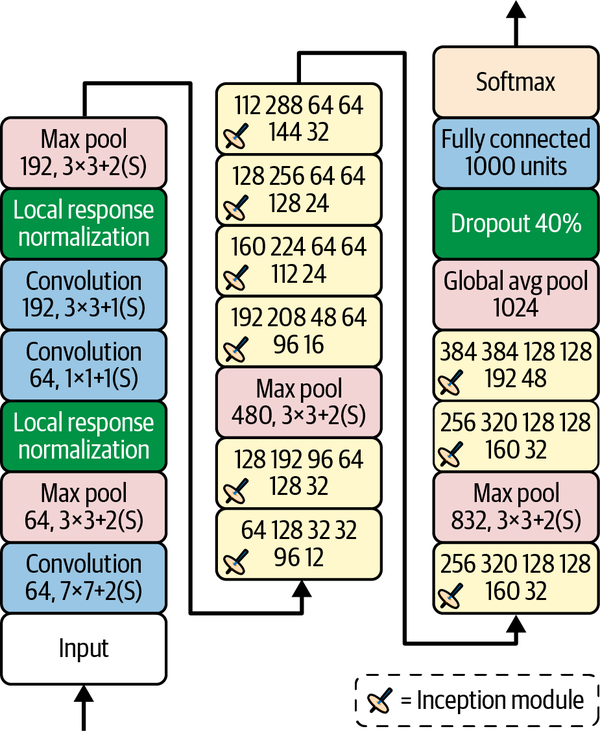 Max pool
192, 3×3+2(S)
Local response
normalization
Convolution
192, 3×3+1(S)
Convolution
64, 1×1+1(S)
Local response
normalization
Max pool
64, 3×3+2(S)
Convolution
64, 7×7+2(S)
Input
112 288 64 64
144 32
128 256 64 64
128 24
160 224 64 64
112 24
192 208 48 64
96 16
Max pool
480, 3×3+2(S)
128 192 96 64
128 32
64 128 32 32
96 12
Softmax
Fully connected
1000 units
Dropout 40%
Global avg pool
1024
384 384 128 128
192 48
256 320 128 128
160 32
Max pool
832, 3×3+2(S)
256 320 128 128
160 32
= Inception module